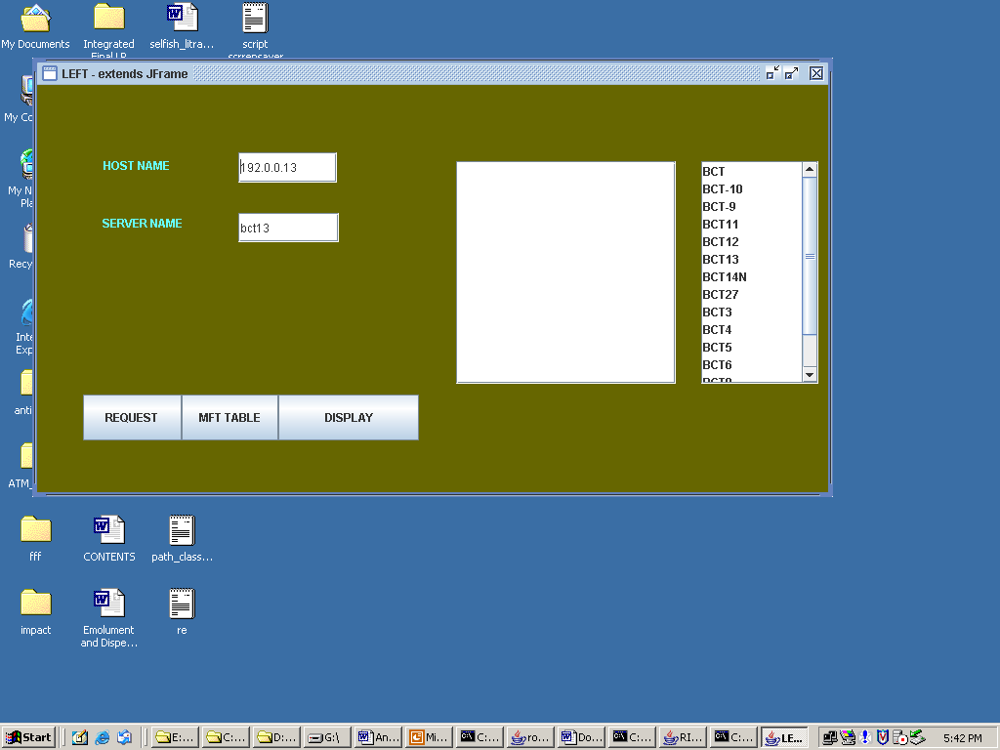 My Documents
Integrated
Final LP
selfish_litra...
script
scrrensaver
LEFT - extends JFrame
My Co
My N
Pla
Recy
Inte
Exp
anti
ATM_
HOST NAME
192.0.0.13
SERVER NAME
bct13
BCT
BCT-10
BCT-9
BCT11
BCT12
BCT13
BCT14N
BCT27
BCT3
BCT4
BCT5
BCT6
REQUEST
MFT TABLE
DISPLAY
fff
CONTENTS
path_class...
impact
Emolument
and Dispe...
re
Start
E:...
C:...
D:...
G:\
An...
Mi...
C:...
ro...
Do...
C:...
RI...
C:...
LE...
5:42 PM